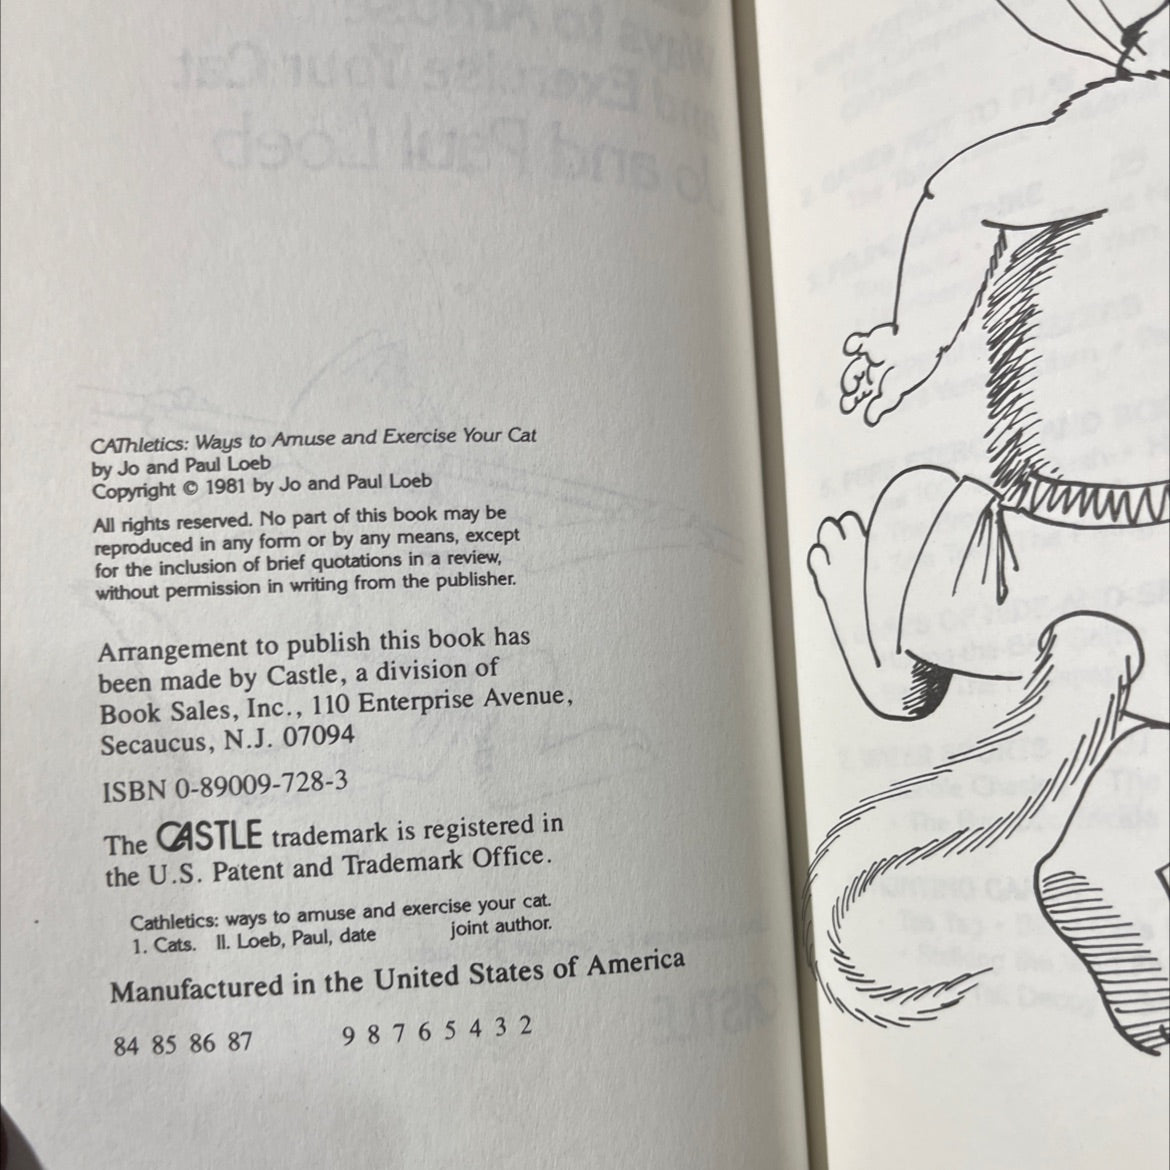 CAThletics: Ways to Amuse and Exercise Your Cat
by Jo and Paul Loeb
Copyright © 1981 by Jo and Paul Loeb
All rights reserved. No part of this book may be
reproduced in any form or by any means, except
for the inclusion of brief quotations in a review,
without permission in writing from the publisher.
Arrangement to publish this book has
been made by Castle, a division of
Book Sales, Inc., 110 Enterprise Avenue,
Secaucus, N.J. 07094
ISBN 0-89009-728-3
The CASTLE trademark is registered in
the U.S. Patent and Trademark Office.
Cathletics: ways to amuse and exercise your cat.
1. Cats. II. Loeb, Paul, date joint author.
Manufactured in the United States of America
84 85 86 87 9 8 7 6 5 4 3 2